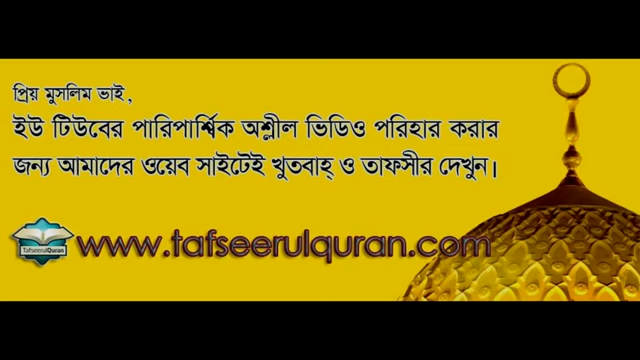 প্রিয় মুসলিম ভাই,
ইউ টিউবের পারিপার্শ্বিক অশ্লীল ভিডিও পরিহার করার
জন্য আমাদের ওয়েব সাইটেই খুতবাহ্ ও তাফসীর দেখুন।
TafseerulQuran
www.tafseerulquran.com